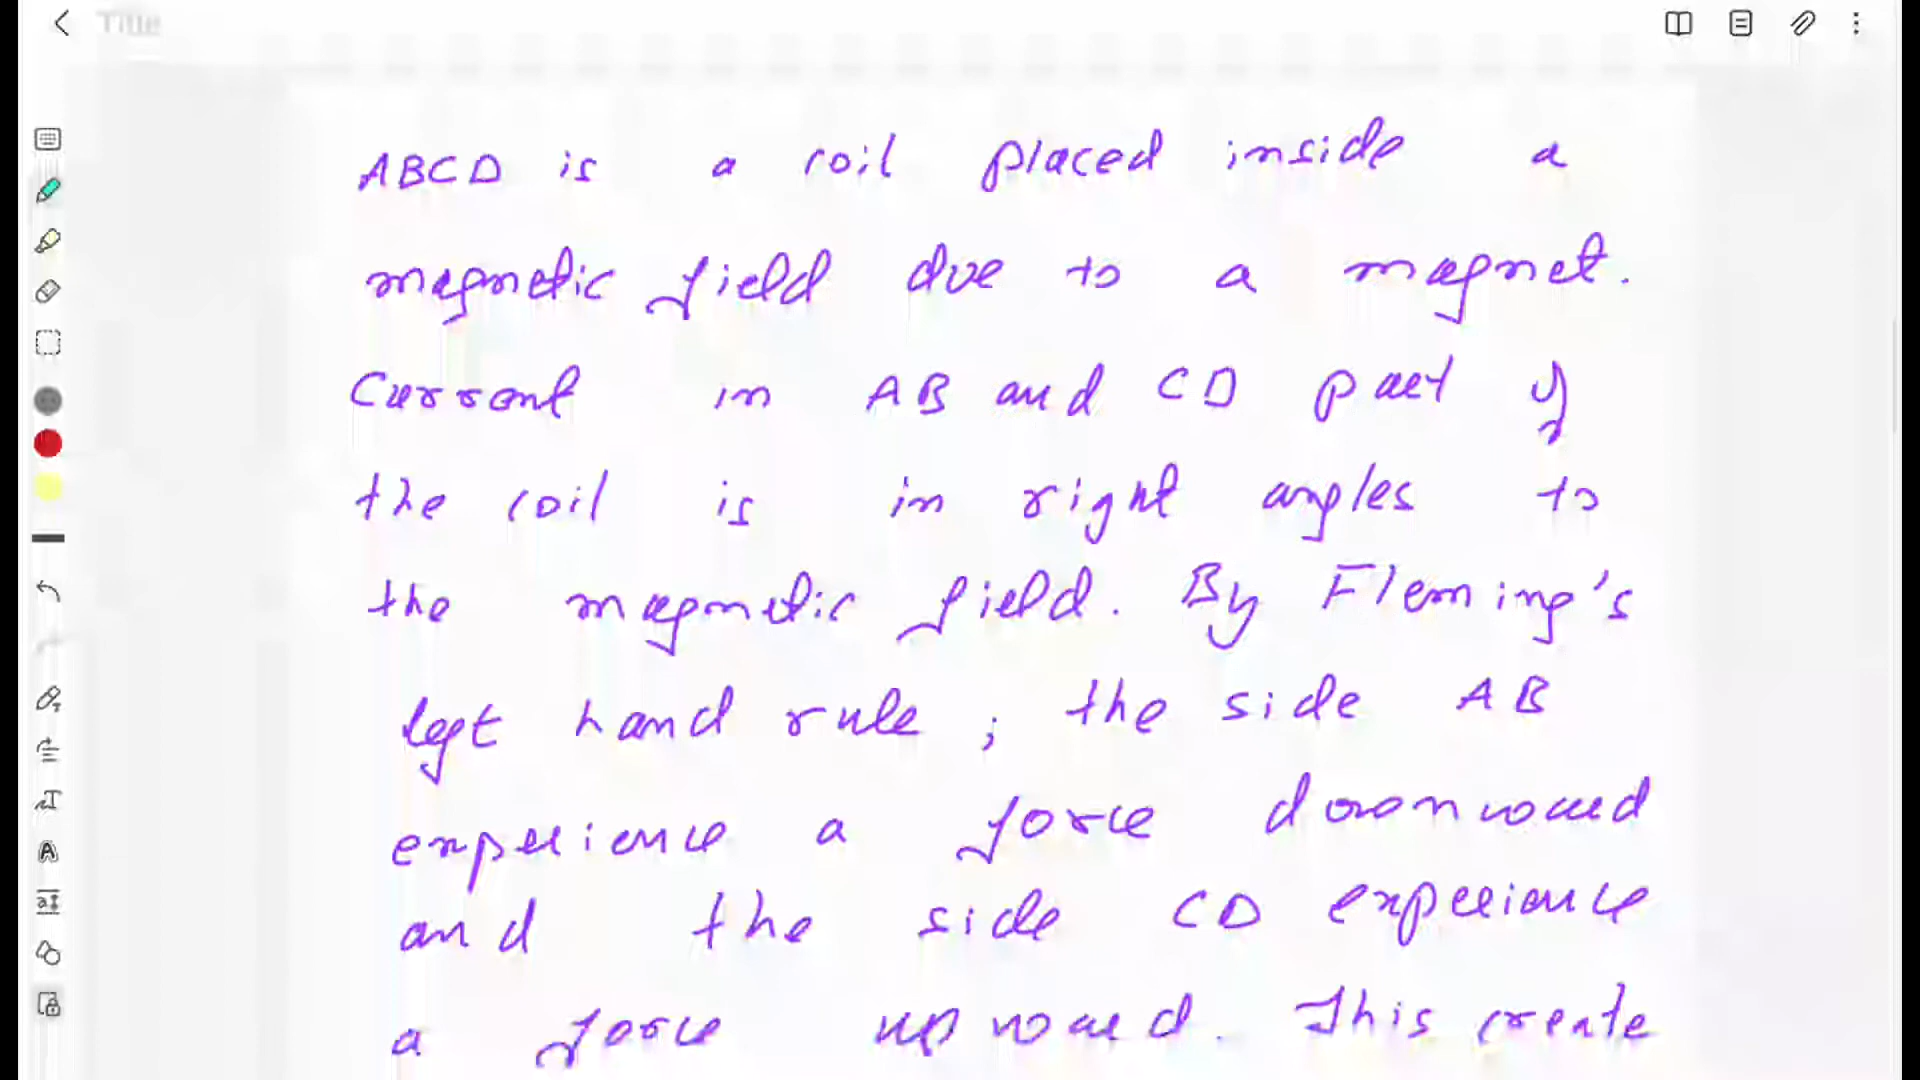 Title
ABCD is a coil placed inside a
magnetic field due to a magnet.
Current in AB and CD part of
the coil is in right angles to
the magnetic field. By Fleming's
left hand rule, the side AB
experience a force downward
and the side CD experience
a force upward. This create